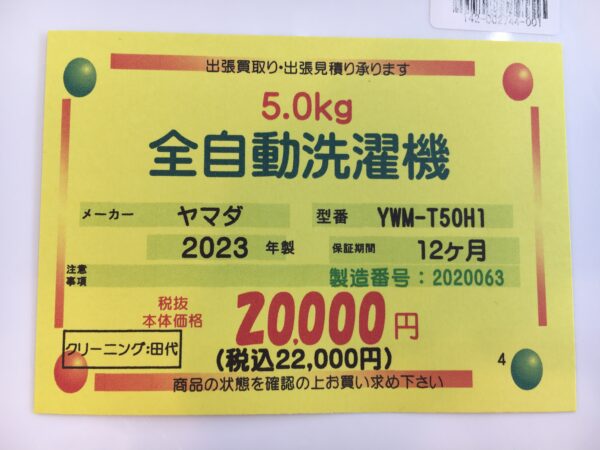 142-002744-001
出張買取り・出張見積り承ります
5.0kg
全自動洗濯機
メーカー ヤマダ 型番 YWM-T50H1
2023 年製 保証期間 12ヶ月
注意
事項
製造番号：2020063
税抜
本体価格 20,000 円
クリーニング：田代
(税込22,000円)
4
商品の状態を確認の上お買い求め下さい